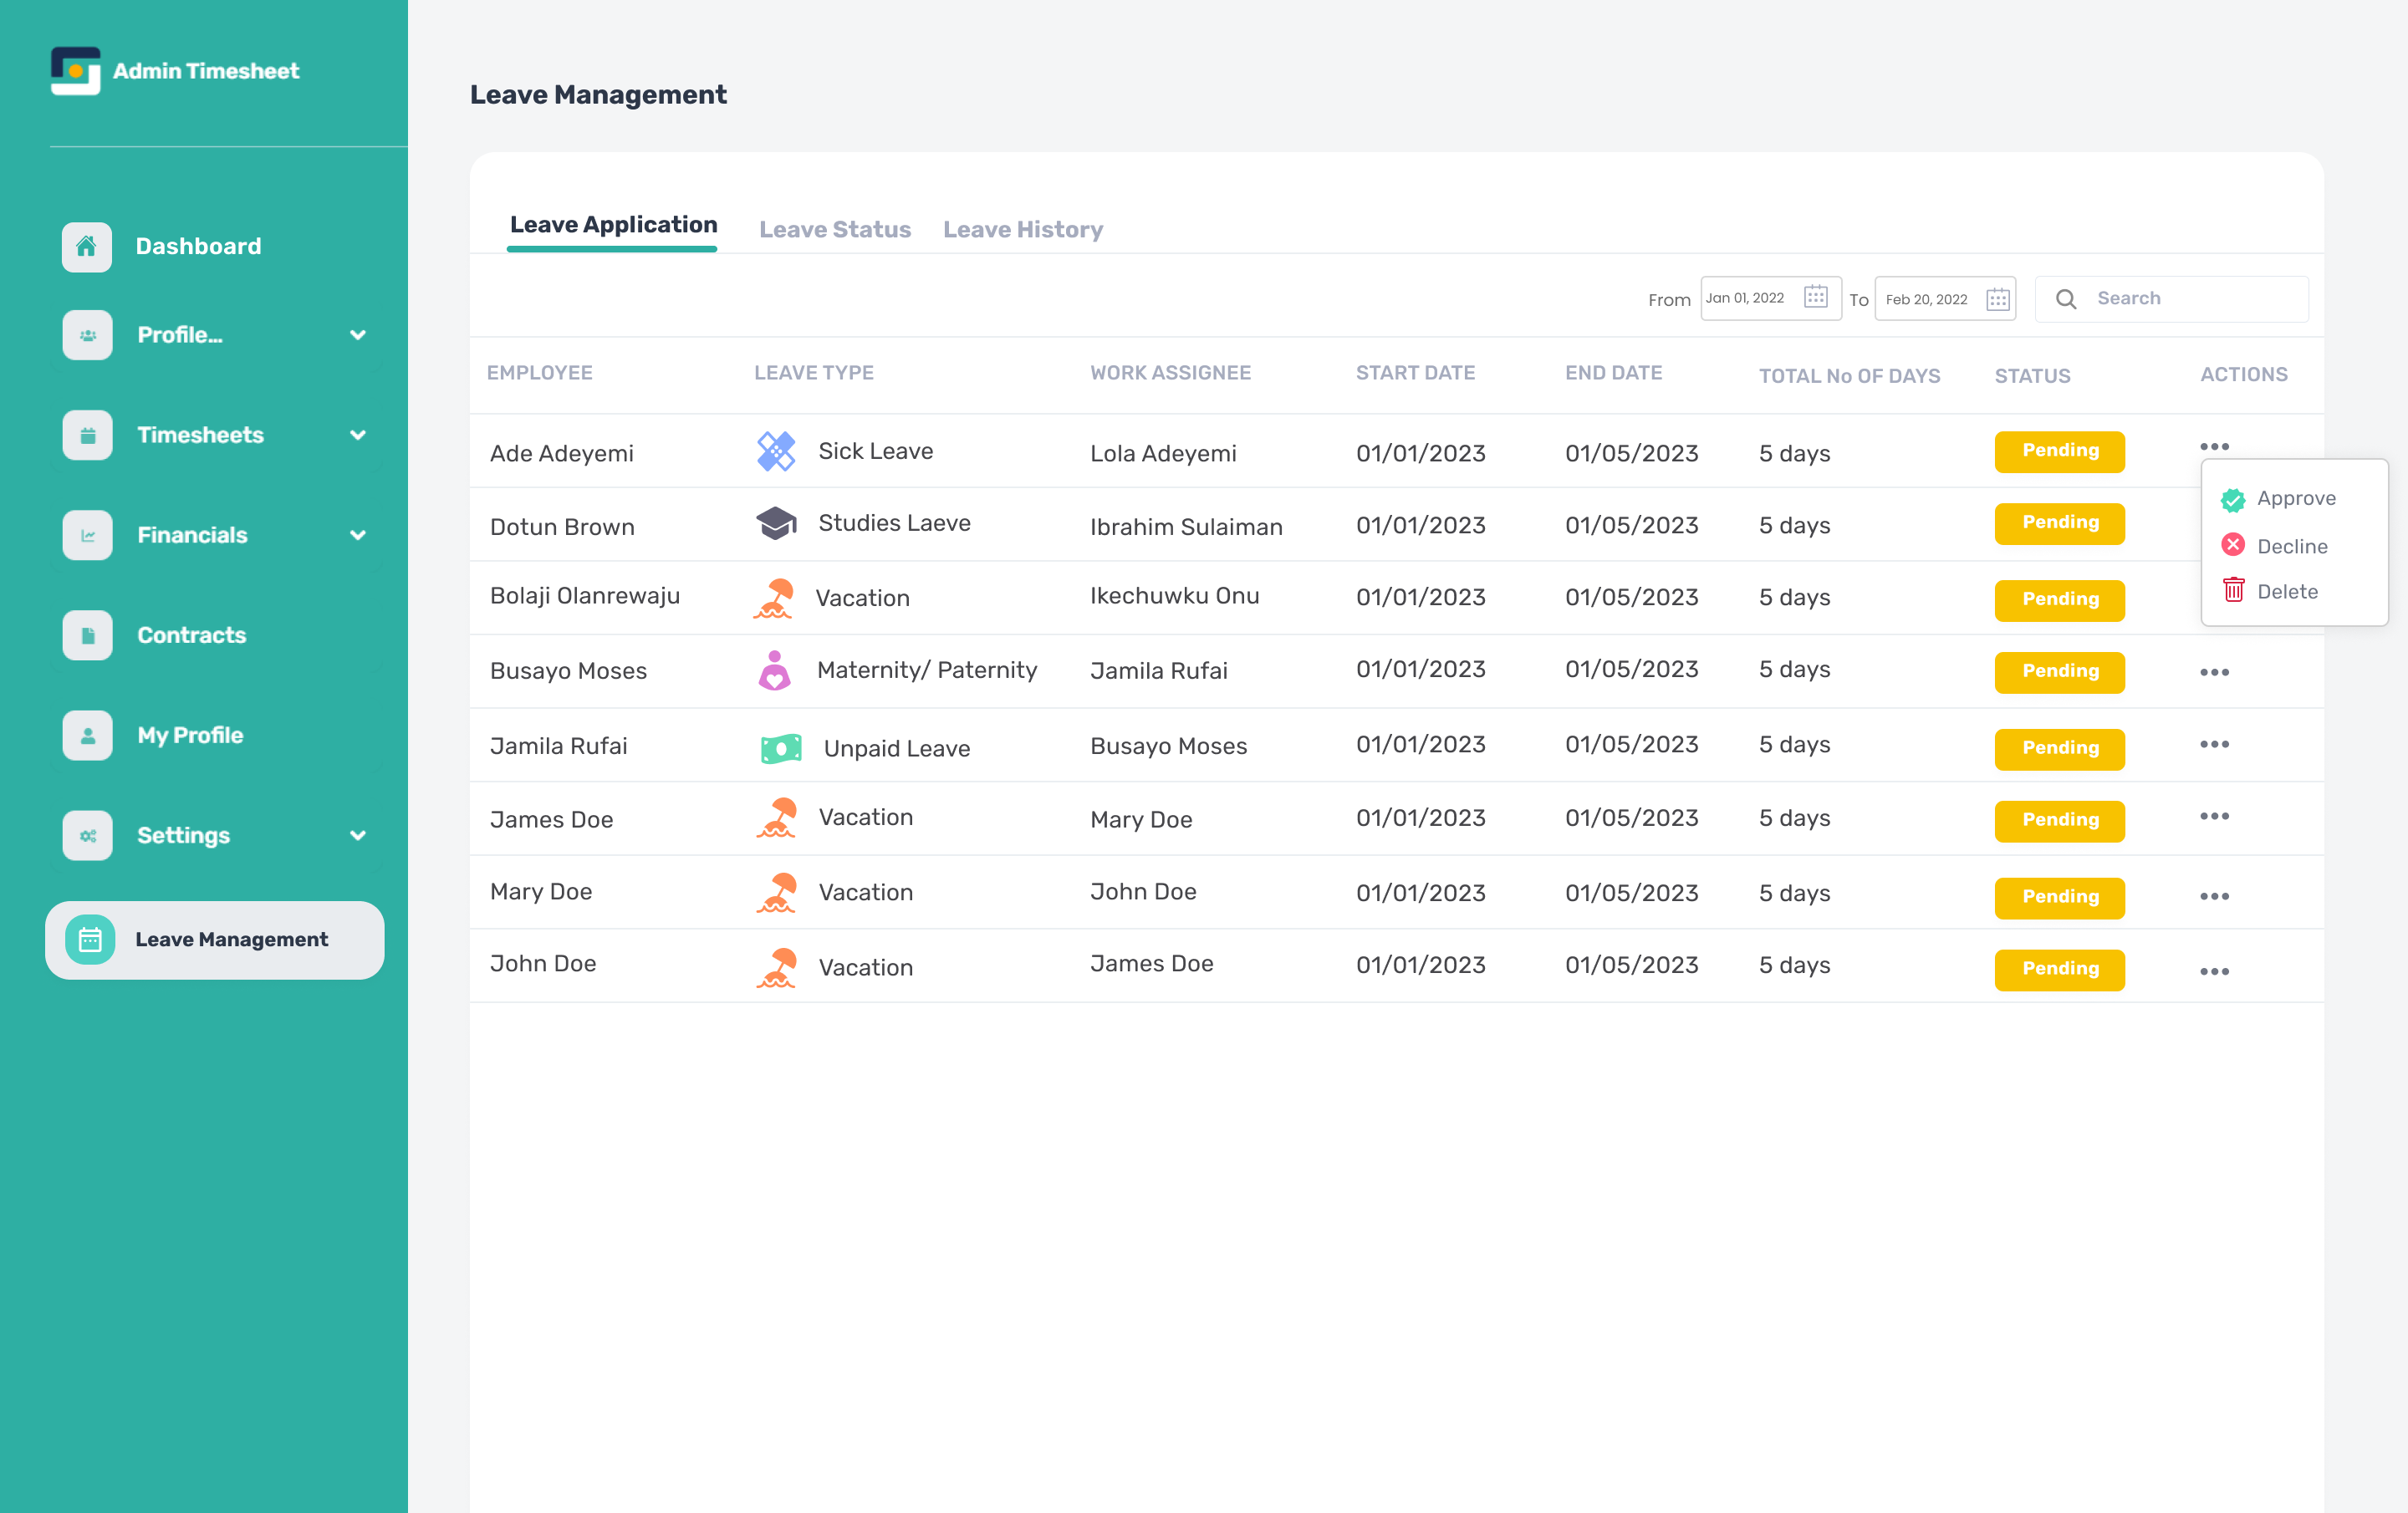 Admin Timesheet
Dashboard
Profile...
Timesheets
Financials
Contracts
My Profile
Settings
Leave Management
Leave Management
Leave Application Leave Status Leave History
From Jan 01, 2022 To Feb 20, 2022 Search
EMPLOYEE LEAVE TYPE WORK ASSIGNEE START DATE END DATE TOTAL No OF DAYS STATUS ACTIONS
Ade Adeyemi Sick Leave Lola Adeyemi 01/01/2023 01/05/2023 5 days Pending
Approve
Decline
Delete
Dotun Brown Studies Laeve Ibrahim Sulaiman 01/01/2023 01/05/2023 5 days Pending
Bolaji Olanrewaju Vacation Ikechuwku Onu 01/01/2023 01/05/2023 5 days Pending
Busayo Moses Maternity/ Paternity Jamila Rufai 01/01/2023 01/05/2023 5 days Pending
Jamila Rufai Unpaid Leave Busayo Moses 01/01/2023 01/05/2023 5 days Pending
James Doe Vacation Mary Doe 01/01/2023 01/05/2023 5 days Pending
Mary Doe Vacation John Doe 01/01/2023 01/05/2023 5 days Pending
John Doe Vacation James Doe 01/01/2023 01/05/2023 5 days Pending